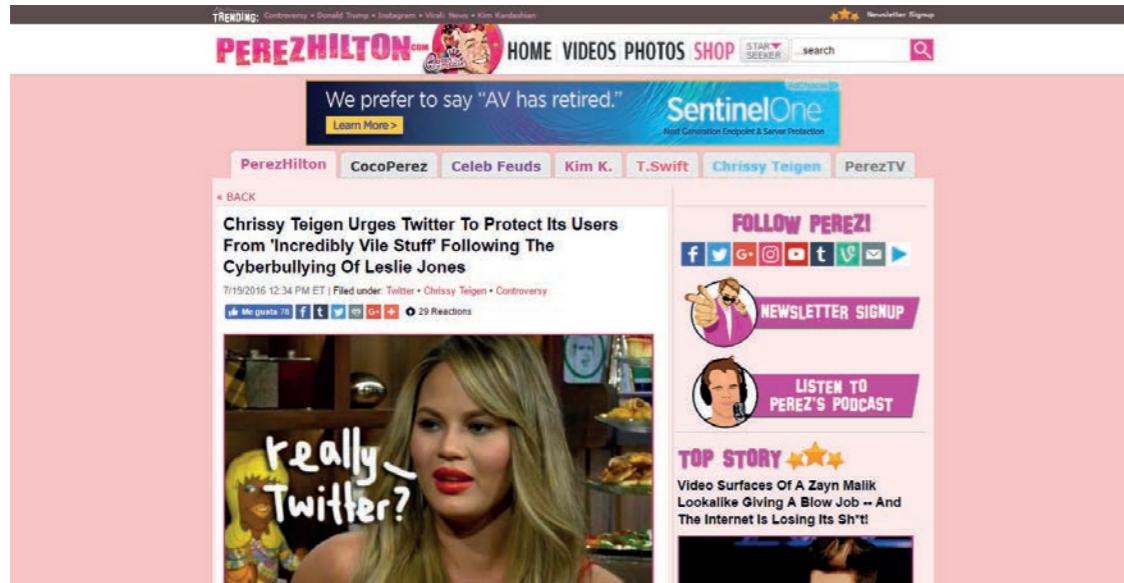 TRENDING: Controversy • Donald Trump • Instagram • Viral: News • Kim Kardashian
Newsletter Signup
PEREZHILTON.COM
HOME VIDEOS PHOTOS SHOP
STAR SEEKER
...search
We prefer to say “AV has retired.”
Learn More >
SentinelOne
Next Generation Endpoint & Server Protection
PerezHilton CocoPerez Celeb Feuds Kim K. T.Swift Chrissy Teigen PerezTV
« BACK
Chrissy Teigen Urges Twitter To Protect Its Users
From 'Incredibly Vile Stuff' Following The
Cyberbullying Of Leslie Jones
7/19/2016 12:34 PM ET | Filed under: Twitter • Chrissy Teigen • Controversy
Me gusta 78
29 Reactions
really
Twitter?
FOLLOW PEREZ!
NEWSLETTER SIGNUP
LISTEN TO
PEREZ'S PODCAST
TOP STORY
Video Surfaces Of A Zayn Malik
Lookalike Giving A Blow Job -- And
The Internet Is Losing Its Sh*t!